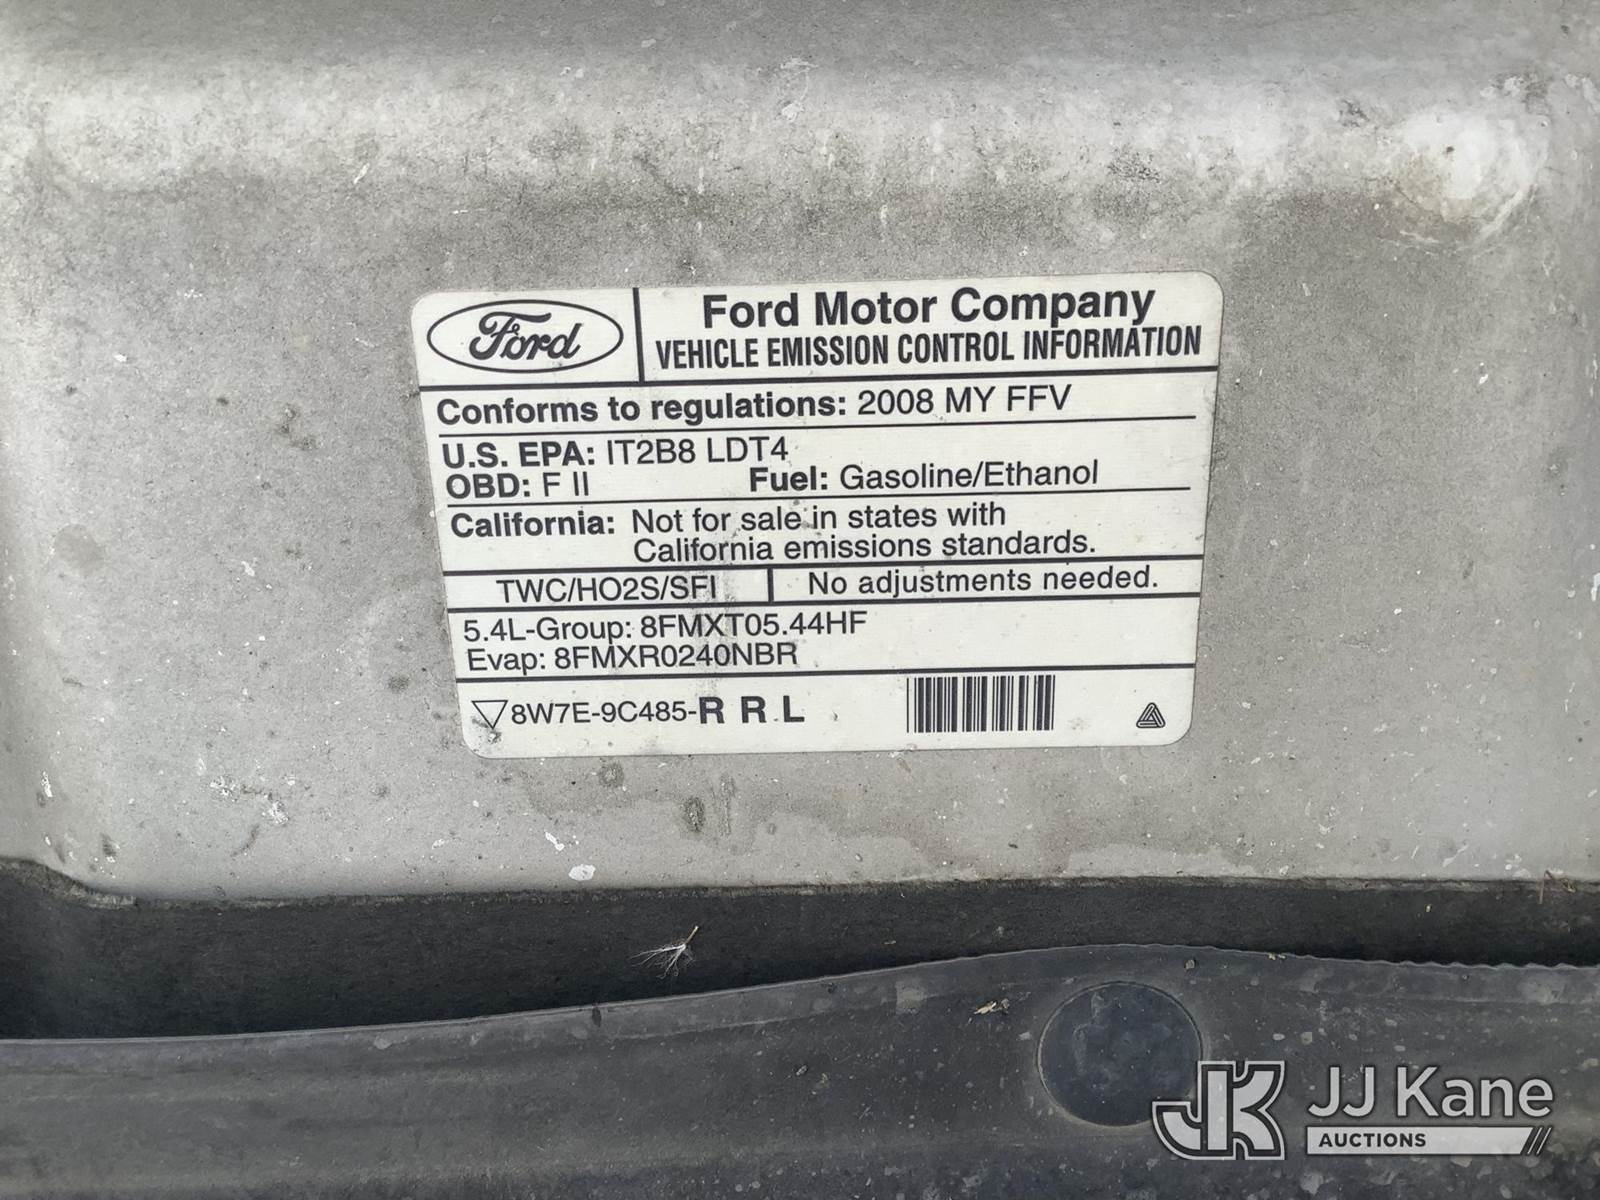 Ford
Ford Motor Company
VEHICLE EMISSION CONTROL INFORMATION
Conforms to regulations: 2008 MY FFV
U.S. EPA: IT2B8 LDT4
OBD: F II Fuel: Gasoline/Ethanol
California: Not for sale in states with
California emissions standards.
TWC/HO2S/SFI No adjustments needed.
5.4L-Group: 8FMXT05.44HF
Evap: 8FMXR0240NBR
8W7E-9C485-R R L
JK JJ Kane
AUCTIONS